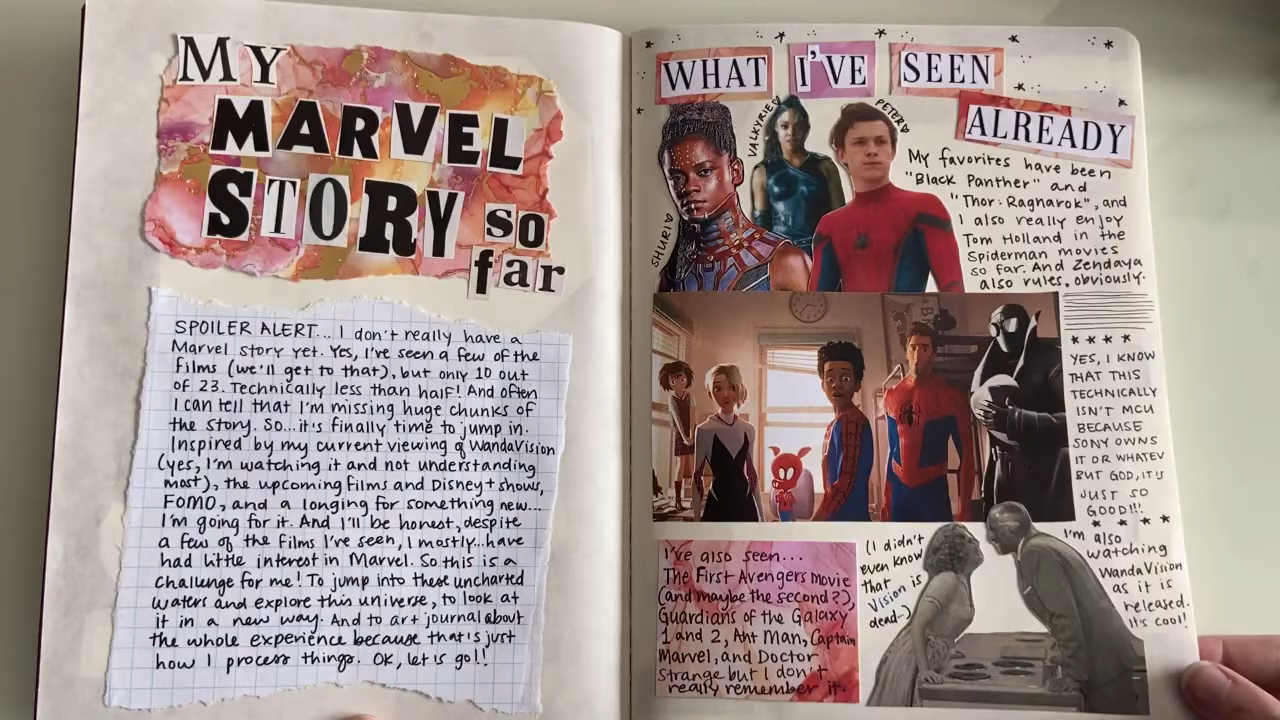 MY
MARVEL
STORY so
far
SPOILER ALERT... I don't really have a
Marvel story yet. Yes, I've seen a few of the
films (we'll get to that), but only 10 out
of 23. Technically less than half! And often
I can tell that I'm missing huge chunks of
the story. So... it's finally time to jump in.
Inspired by my current viewing of WandaVision
(yes, I'm watching it and not understanding
most), the upcoming films and Disney+ shows,
FOMO, and a longing for something new...
I'm going for it. And I'll be honest, despite
a few of the films I've seen, I mostly have
had little interest in Marvel. So this is a
challenge for me! To jump into these uncharted
waters and explore this universe, to look at
it in a new way. And to art journal about
the whole experience because that's just
how I process things. OK, let's go!!
WHAT I'VE SEEN
ALREADY
SHURI♡
VALKYRIE♡
PETER♡
My favorites have been
"Black Panther" and
"Thor: Ragnarok", and
I also really enjoy
Tom Holland in the
Spiderman movies
so far. And Zendaya
also rules, obviously.
YES, I KNOW
THAT THIS
TECHNICALLY
ISN'T MCU
BECAUSE
SONY OWNS
IT OR WHATEV
BUT GOD, IT IS
JUST SO
GOOD!!!
I've also seen...
The First Avengers movie
(and maybe the second?),
Guardians of the Galaxy
1 and 2, Ant Man, Captain
Marvel, and Doctor
Strange but I don't
really remember it.
(I didn't
even know
that
Vision is
dead...)
I'm also
watching
WandaVision
as it is
released.
It's cool!